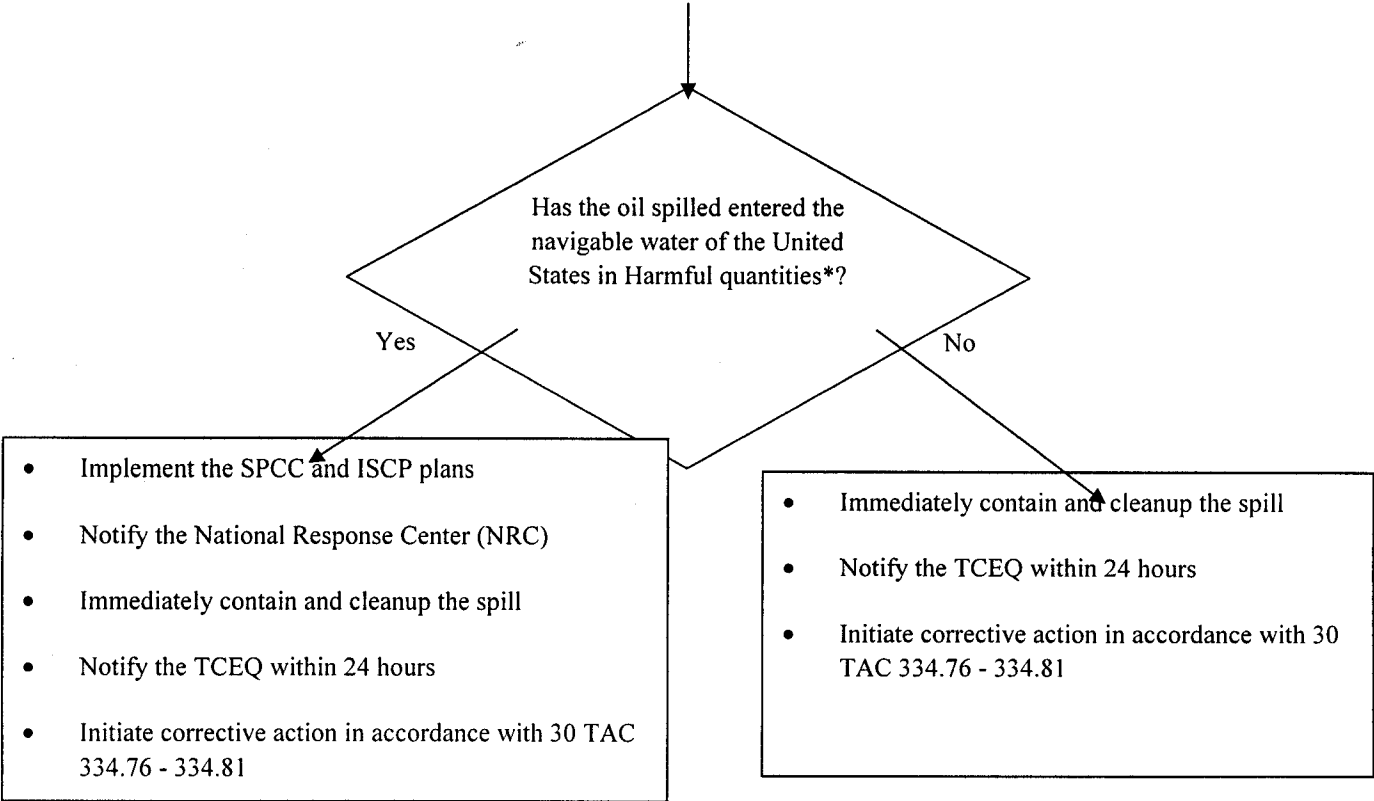 Has the oil spilled entered the
navigable water of the United
States in Harmful quantities*?
Yes
No
• Implement the SPCC and ISCP plans
• Notify the National Response Center (NRC)
• Immediately contain and cleanup the spill
• Notify the TCEQ within 24 hours
• Initiate corrective action in accordance with 30 TAC
334.76 - 334.81
• Immediately contain and cleanup the spill
• Notify the TCEQ within 24 hours
• Initiate corrective action in accordance with 30
TAC 334.76 - 334.81